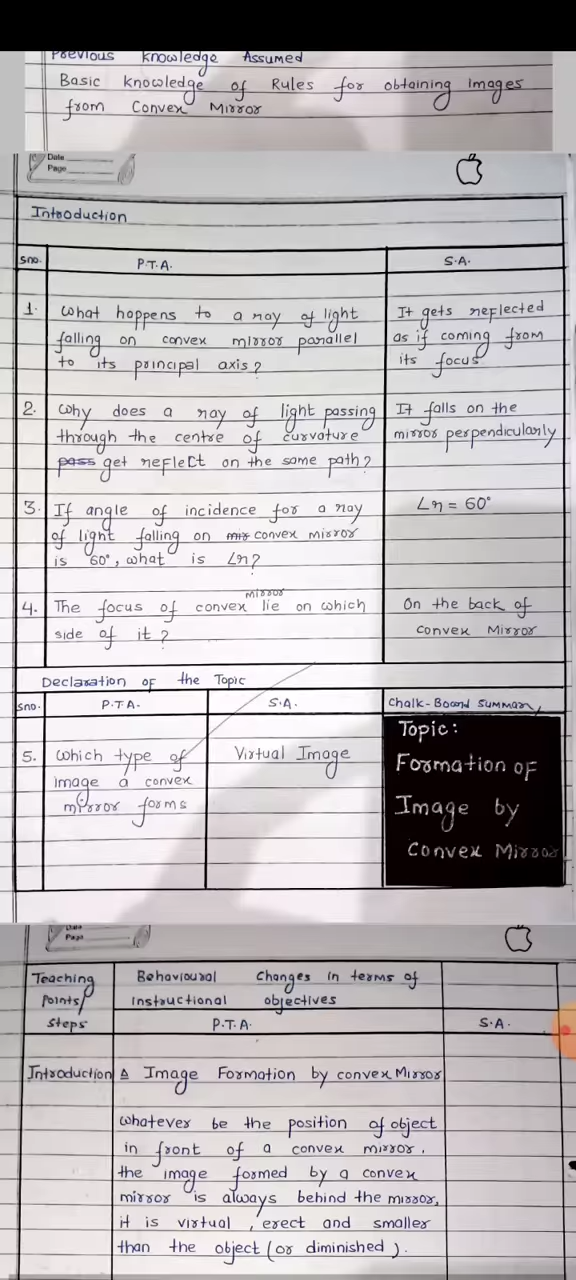 Previous Knowledge Assumed
Basic knowledge of Rules for obtaining Images
from Convex Mirror
Date
Page
Introduction
Sno.
P.T.A.
S.A.
1. What happens to a ray of light
falling on convex mirror parallel
to its principal axis?
It gets reflected
as if coming from
its focus.
2. Why does a ray of light passing
through the centre of curvature
pass get reflect on the same path?
It falls on the
mirror perpendicularly
3. If angle of incidence for a ray
of light falling on mir convex mirror
is 60°, what is ∠r?
∠r = 60°
4. The focus of convex mirror lie on which
side of it?
On the back of
convex Mirror
Declaration of the Topic
Sno.
P.T.A.
S.A.
Chalk-Board Summary
5. Which type of
image a convex
mirror forms
Virtual Image
Topic:
Formation of
Image by
Convex Mirror
Date
Page
Teaching
Points/
Steps
Behavioural Changes in terms of
Instructional objectives
P.T.A.
S.A.
Introduction
∆ Image Formation by convex Mirror
Whatever be the position of object
in front of a convex mirror.
the image formed by a convex
mirror is always behind the mirror,
it is virtual, erect and smaller
than the object (or diminished).